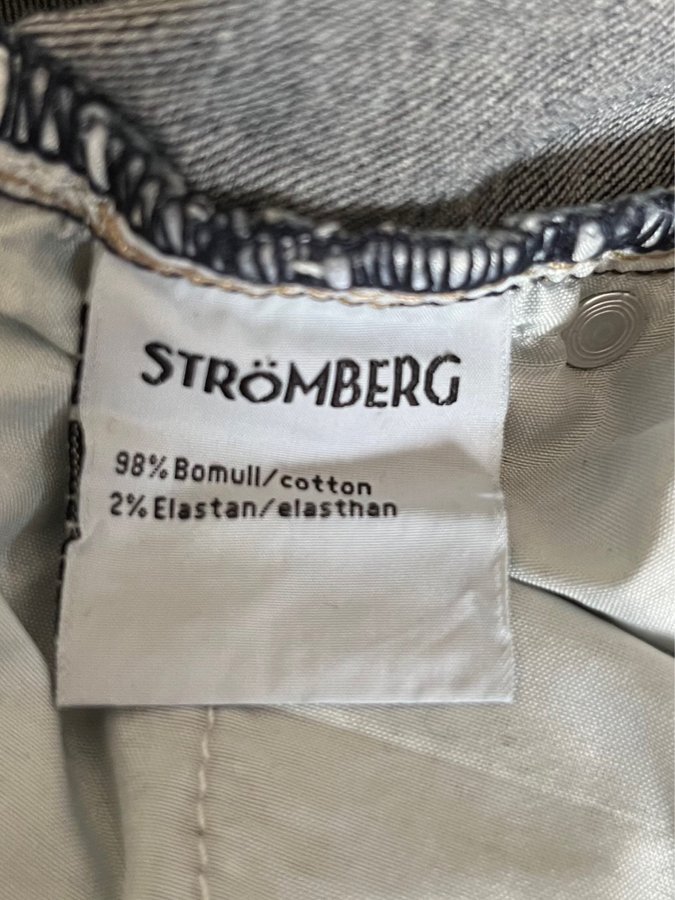 STRÖMBERG
98% Bomull/cotton
2% Elastan/elasthan